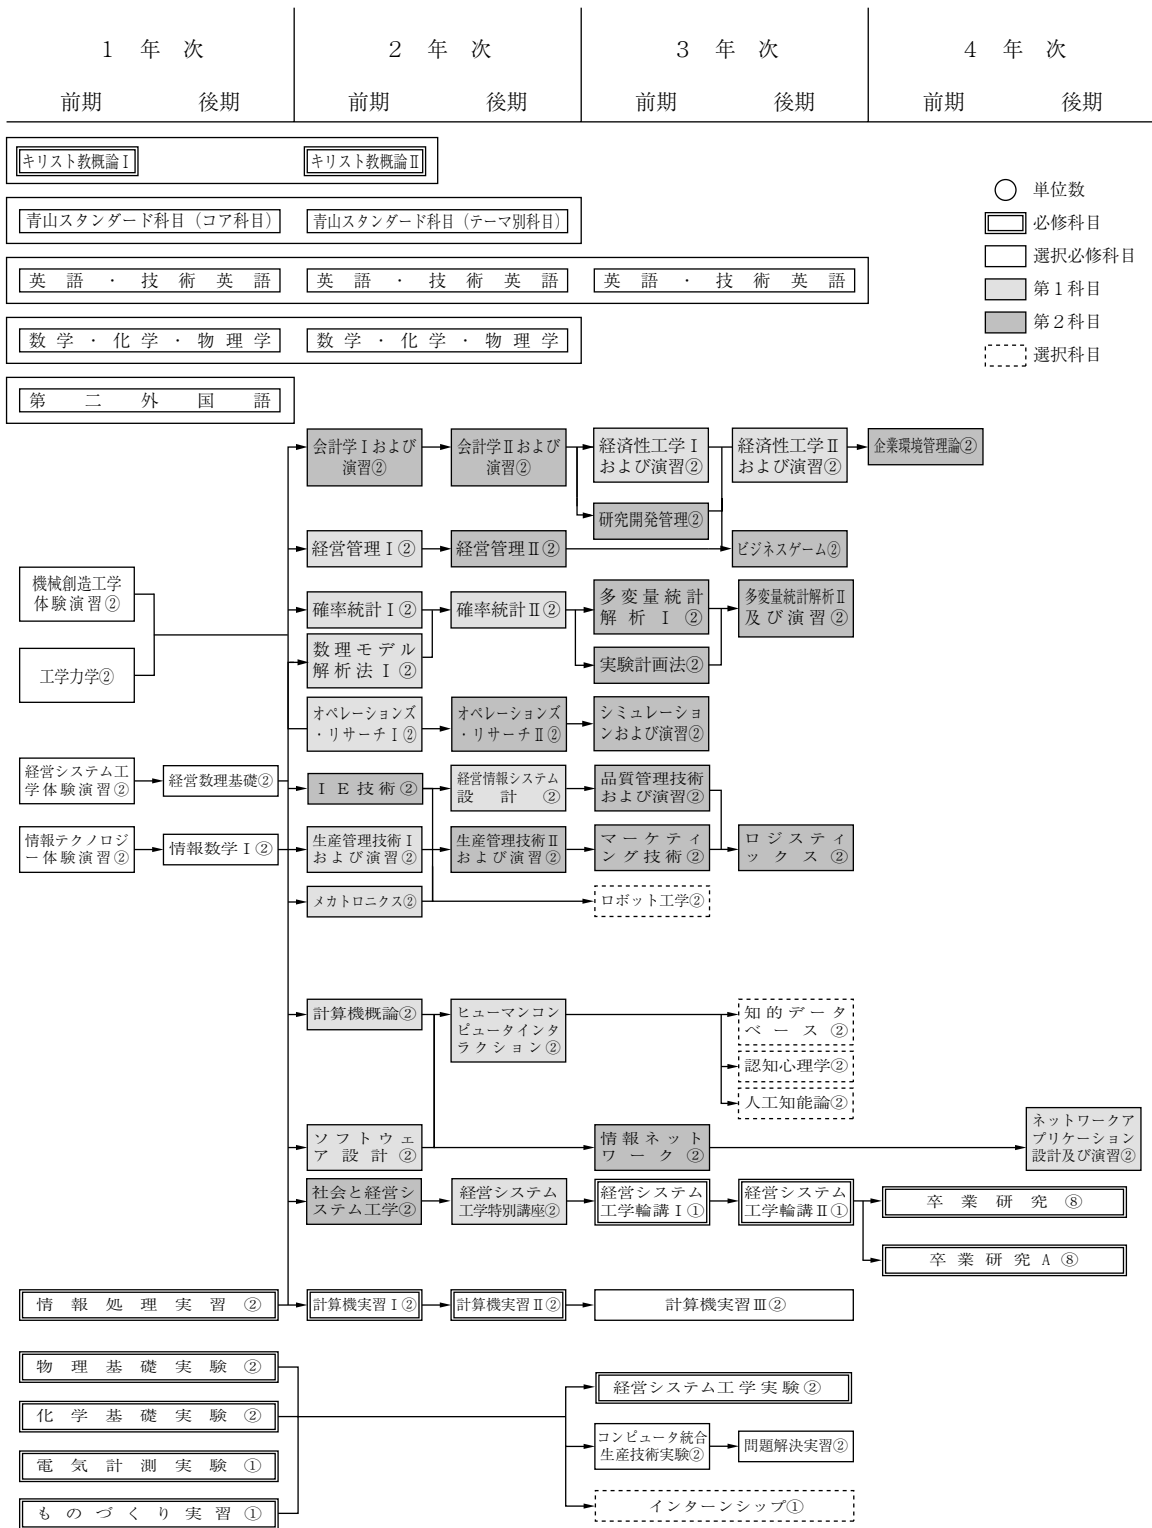 1 年 次
2 年 次
3 年 次
4 年 次
前期 後期 前期 後期 前期 後期 前期 後期
キリスト教概論Ⅰ
キリスト教概論Ⅱ
青山スタンダード科目(コア科目)
青山スタンダード科目(テーマ別科目)
英語・技術英語
英語・技術英語
英語・技術英語
数学・化学・物理学
数学・化学・物理学
第二外国語
○ 単位数
必修科目
選択必修科目
第1科目
第2科目
選択科目
会計学Ⅰおよび
演習②
会計学Ⅱおよび
演習②
経済性工学Ⅰ
および演習②
経済性工学Ⅱ
および演習②
企業環境管理論②
研究開発管理②
経営管理Ⅰ②
経営管理Ⅱ②
ビジネスゲーム②
機械創造工学
体験演習②
工学力学②
確率統計Ⅰ②
確率統計Ⅱ②
多変量統計
解析Ⅰ②
多変量統計解析Ⅱ
及び演習②
数理モデル
解析法Ⅰ②
実験計画法②
オペレーションズ
・リサーチⅠ②
オペレーションズ
・リサーチⅡ②
シミュレーショ
ンおよび演習②
経営システム工
学体験演習②
経営数理基礎②
IE技術②
経営情報システム
設計②
品質管理技術
および演習②
情報テクノロジ
ー体験演習②
情報数学Ⅰ②
生産管理技術Ⅰ
および演習②
生産管理技術Ⅱ
および演習②
マーケティ
ング技術②
ロジスティ
ックス②
メカトロニクス②
ロボット工学②
計算機概論②
ヒューマンコン
ピュータインタ
ラクション②
知的データ
ベース②
認知心理学②
人工知能論②
ソフトウェ
ア設計②
情報ネット
ワーク②
ネットワークア
プリケーション
設計及び演習②
社会と経営シ
ステム工学②
経営システム
工学特別講座②
経営システム
工学輪講Ⅰ①
経営システム
工学輪講Ⅱ①
卒業研究⑧
卒業研究A⑧
情報処理実習②
計算機実習Ⅰ②
計算機実習Ⅱ②
計算機実習Ⅲ②
物理基礎実験②
化学基礎実験②
電気計測実験①
ものづくり実習①
経営システム工学実験②
コンピュータ統合
生産技術実験②
問題解決実習②
インターンシップ①